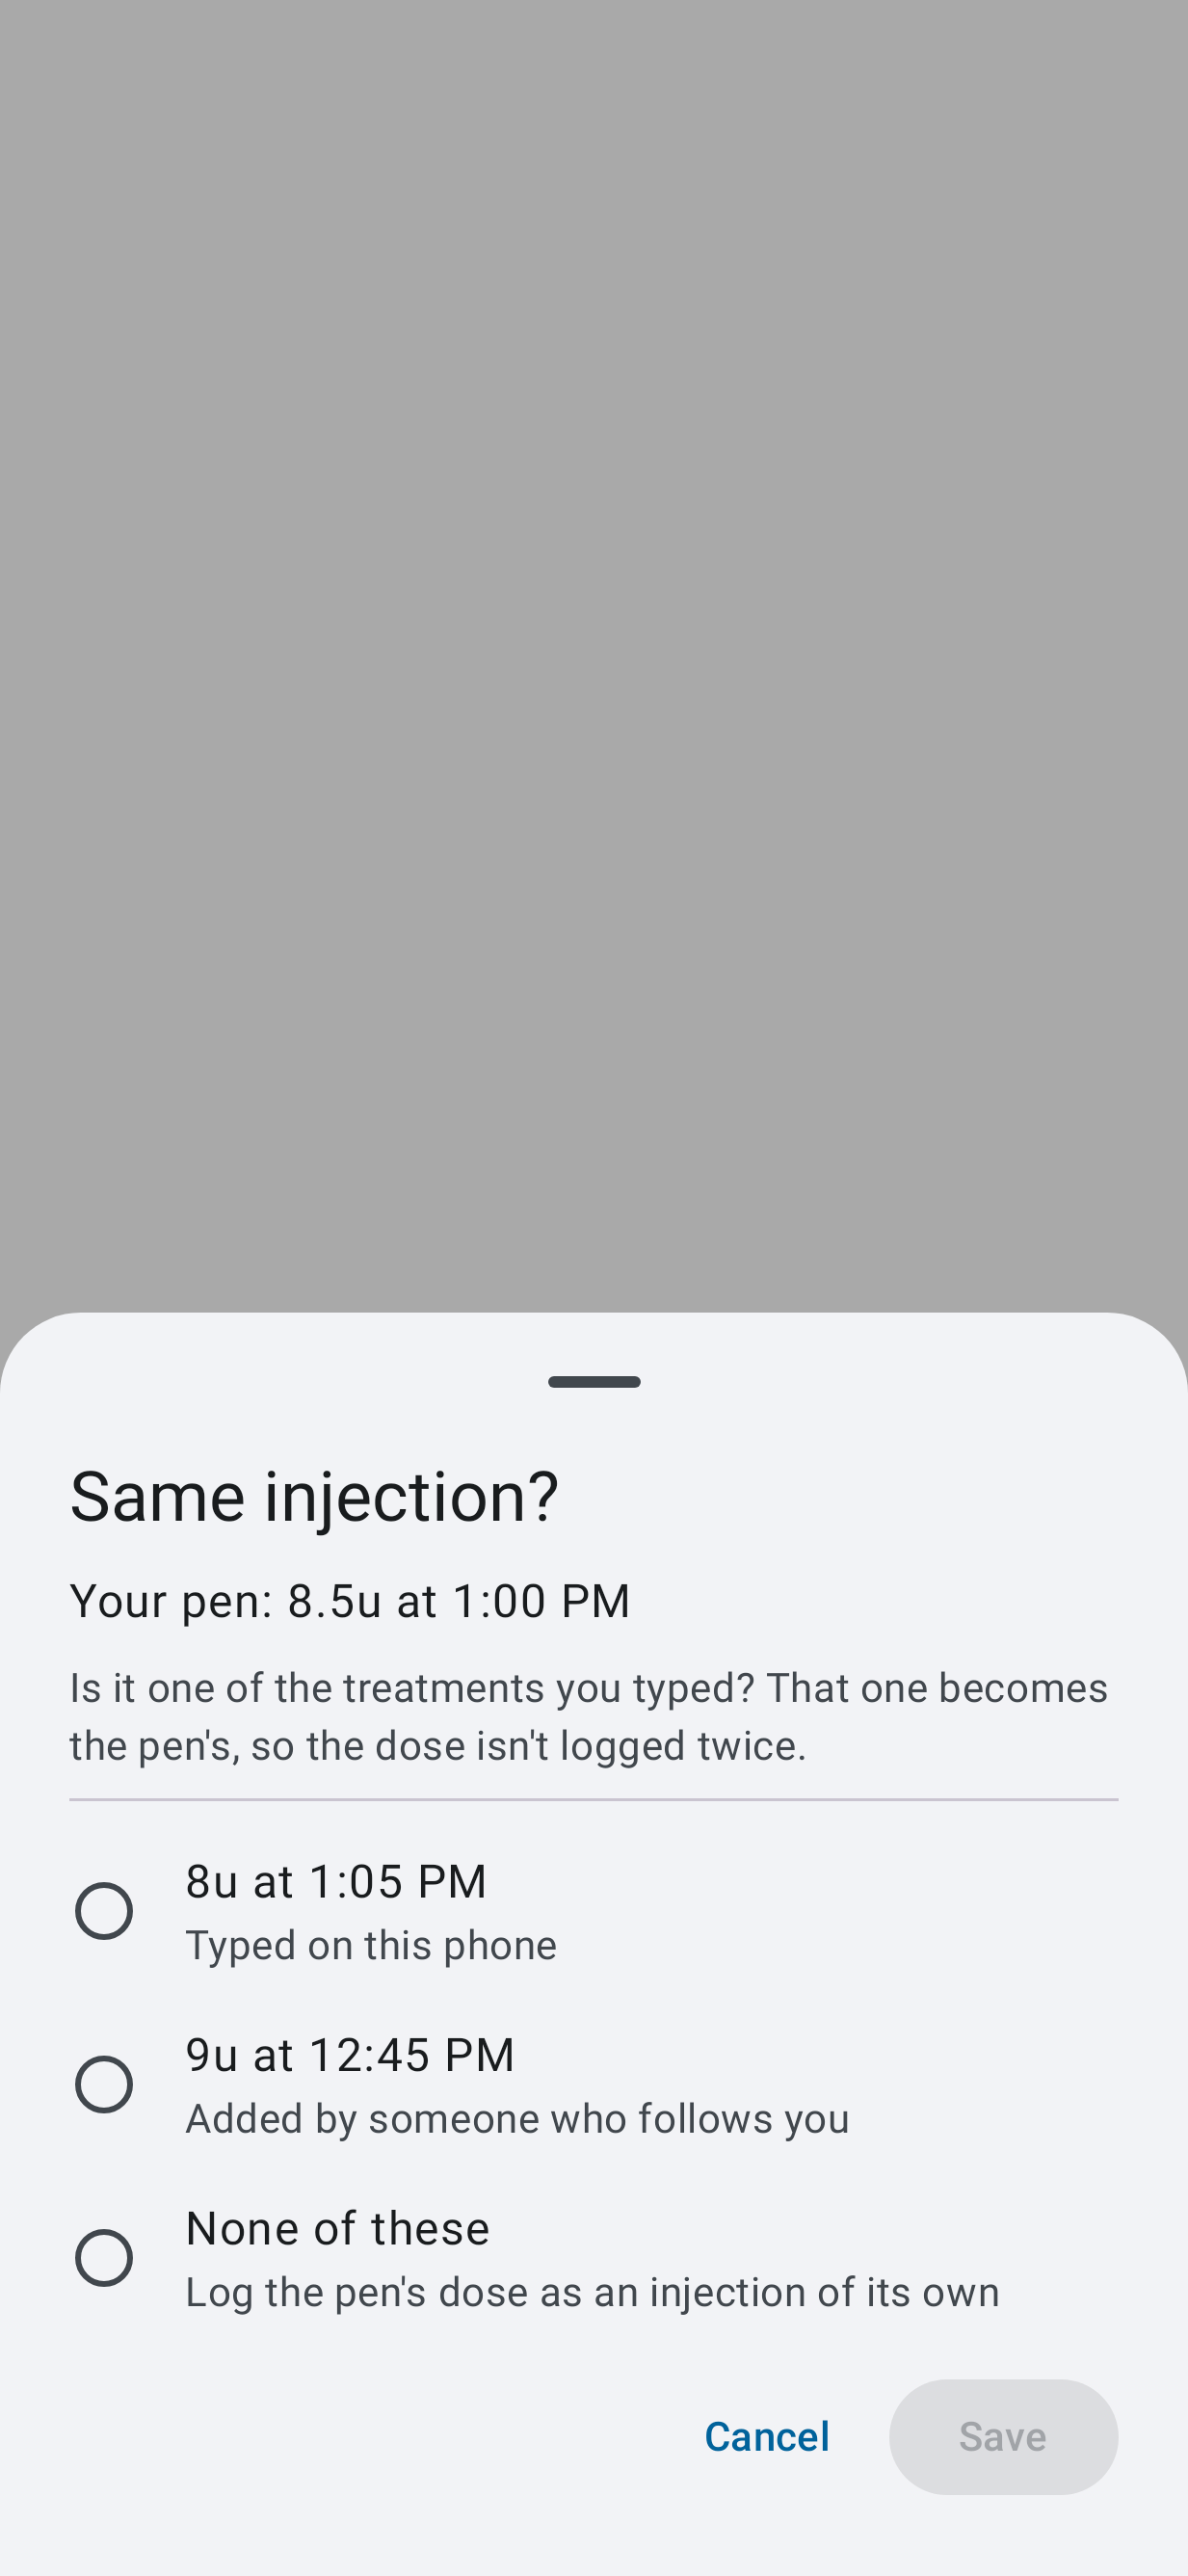 Same injection?
Your pen: 8.5u at 1:00 PM
Is it one of the treatments you typed? That one becomes
the pen's, so the dose isn't logged twice.
8u at 1:05 PM
Typed on this phone
9u at 12:45 PM
Added by someone who follows you
None of these
Log the pen's dose as an injection of its own
Cancel
Save